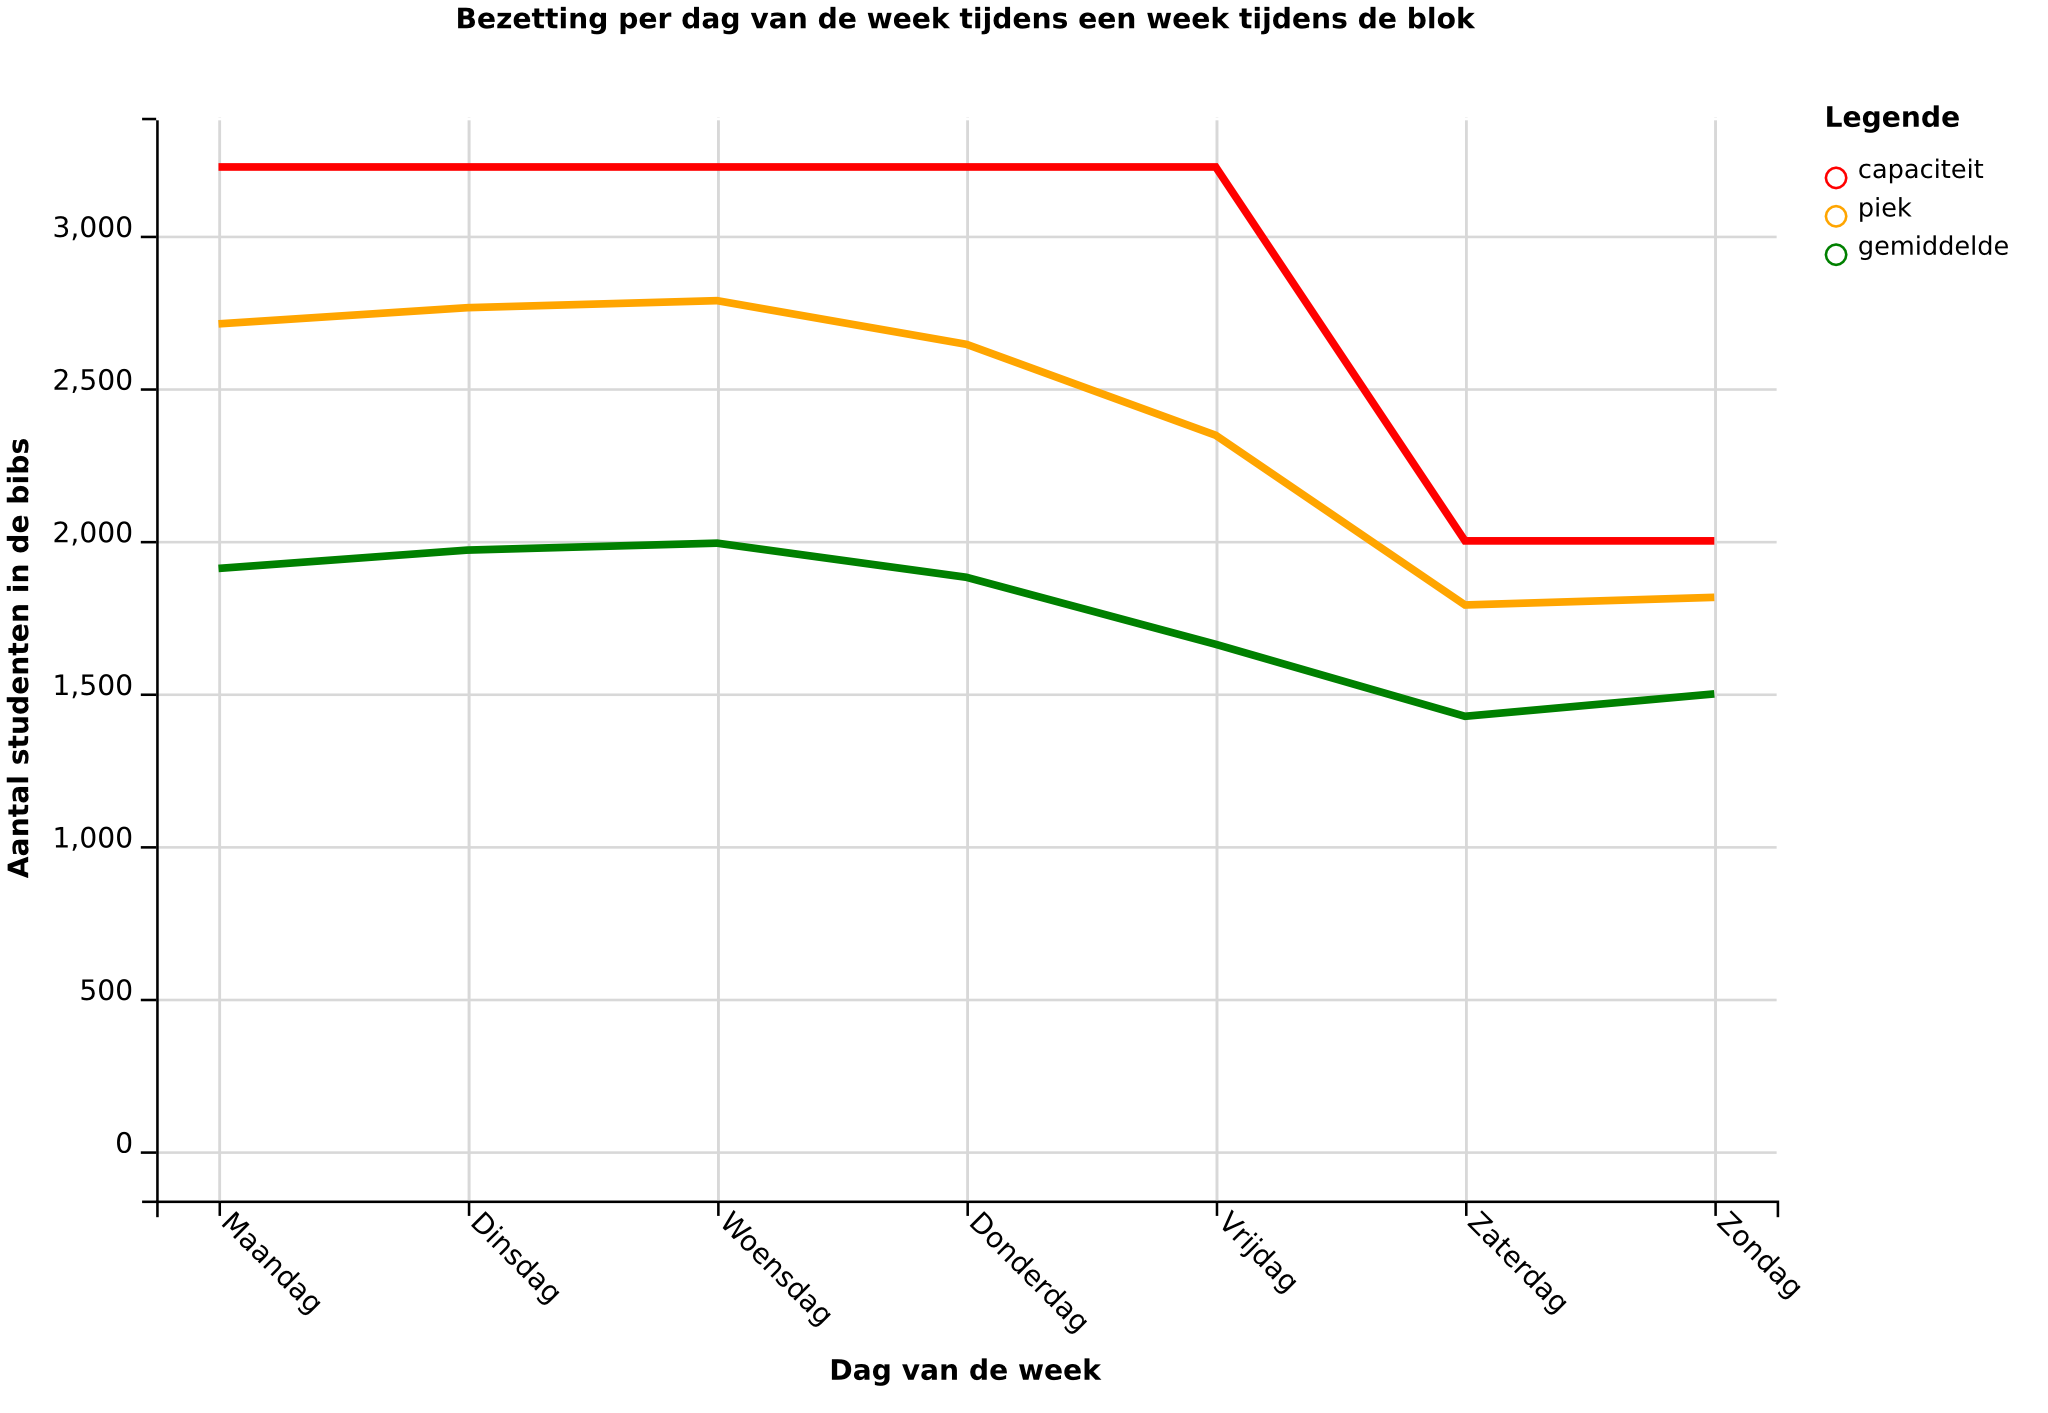 Bezetting per dag van de week tijdens een week tijdens de blok
Legende
capaciteit
piek
gemiddelde
Aantal studenten in de bibs
3,000
2,500
2,000
1,500
1,000
500
0
Maandag
Dinsdag
Woensdag
Donderdag
Vrijdag
Zaterdag
Zondag
Dag van de week